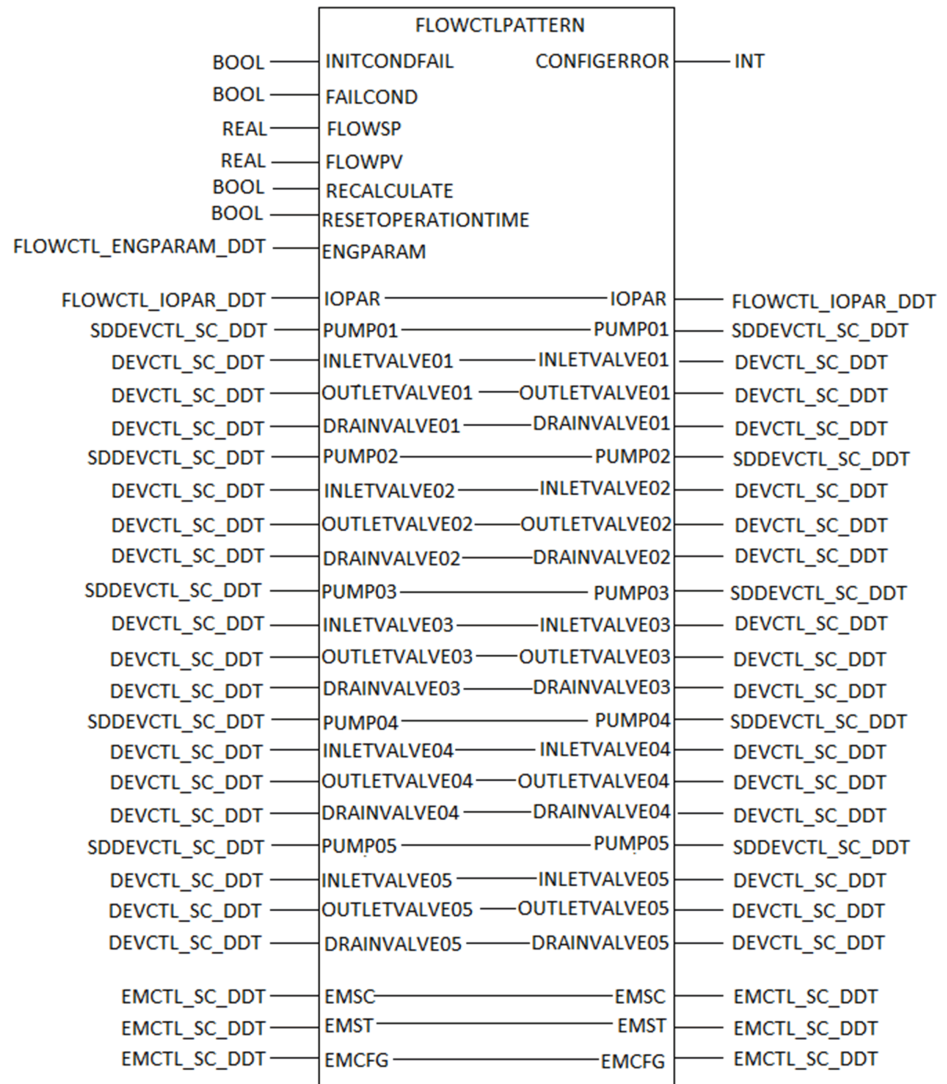 FLOWCTLPATTERN
BOOL INITCONDFAIL CONFIGERROR INT
BOOL FAILCOND
REAL FLOWSP
REAL FLOWPV
BOOL RECALCULATE
BOOL RESETOPERATIONTIME
FLOWCTL_ENGPARAM_DDT ENGPARAM
FLOWCTL_IOPAR_DDT IOPAR IOPAR FLOWCTL_IOPAR_DDT
SDDEVCTL_SC_DDT PUMP01 PUMP01 SDDEVCTL_SC_DDT
DEVCTL_SC_DDT INLETVALVE01 INLETVALVE01 DEVCTL_SC_DDT
DEVCTL_SC_DDT OUTLETVALVE01 OUTLETVALVE01 DEVCTL_SC_DDT
DEVCTL_SC_DDT DRAINVALVE01 DRAINVALVE01 DEVCTL_SC_DDT
SDDEVCTL_SC_DDT PUMP02 PUMP02 SDDEVCTL_SC_DDT
DEVCTL_SC_DDT INLETVALVE02 INLETVALVE02 DEVCTL_SC_DDT
DEVCTL_SC_DDT OUTLETVALVE02 OUTLETVALVE02 DEVCTL_SC_DDT
DEVCTL_SC_DDT DRAINVALVE02 DRAINVALVE02 DEVCTL_SC_DDT
SDDEVCTL_SC_DDT PUMP03 PUMP03 SDDEVCTL_SC_DDT
DEVCTL_SC_DDT INLETVALVE03 INLETVALVE03 DEVCTL_SC_DDT
DEVCTL_SC_DDT OUTLETVALVE03 OUTLETVALVE03 DEVCTL_SC_DDT
DEVCTL_SC_DDT DRAINVALVE03 DRAINVALVE03 DEVCTL_SC_DDT
SDDEVCTL_SC_DDT PUMP04 PUMP04 SDDEVCTL_SC_DDT
DEVCTL_SC_DDT INLETVALVE04 INLETVALVE04 DEVCTL_SC_DDT
DEVCTL_SC_DDT OUTLETVALVE04 OUTLETVALVE04 DEVCTL_SC_DDT
DEVCTL_SC_DDT DRAINVALVE04 DRAINVALVE04 DEVCTL_SC_DDT
SDDEVCTL_SC_DDT PUMP05 PUMP05 SDDEVCTL_SC_DDT
DEVCTL_SC_DDT INLETVALVE05 INLETVALVE05 DEVCTL_SC_DDT
DEVCTL_SC_DDT OUTLETVALVE05 OUTLETVALVE05 DEVCTL_SC_DDT
DEVCTL_SC_DDT DRAINVALVE05 DRAINVALVE05 DEVCTL_SC_DDT
EMCTL_SC_DDT EMSC EMSC EMCTL_SC_DDT
EMCTL_SC_DDT EMST EMST EMCTL_SC_DDT
EMCTL_SC_DDT EMCFG EMCFG EMCTL_SC_DDT